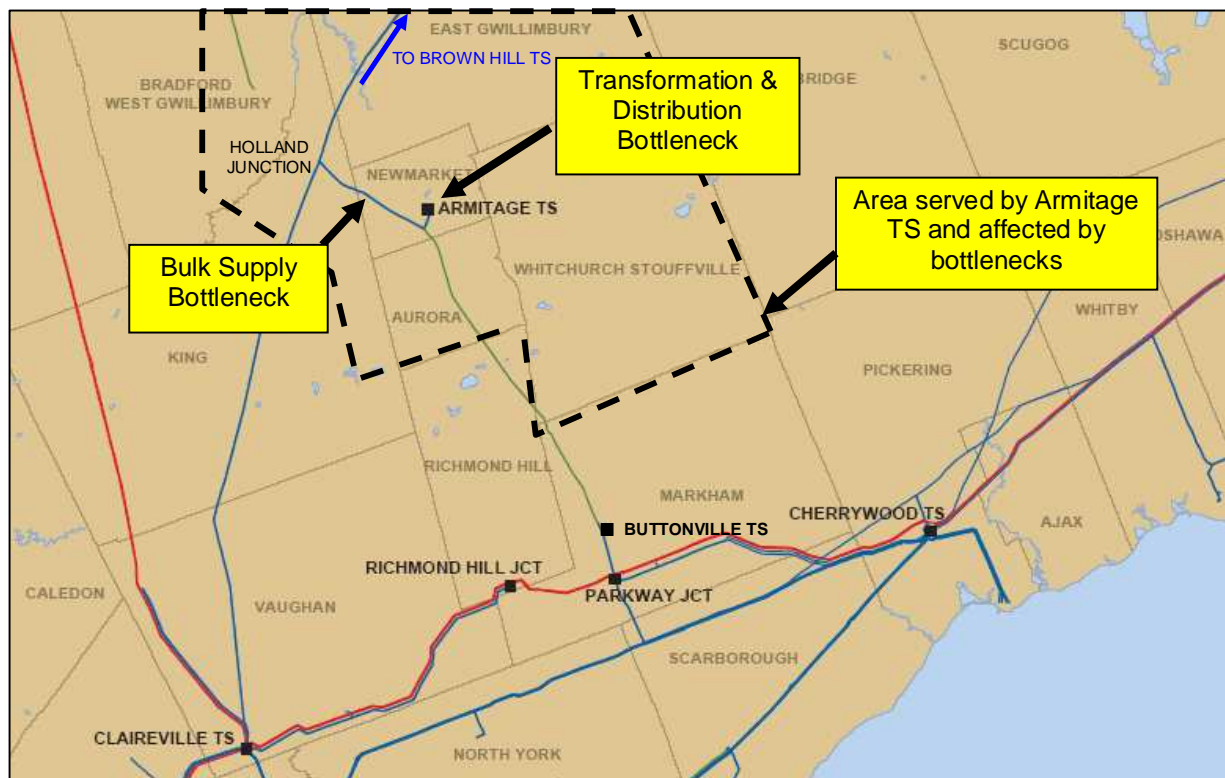 EAST GWILLIMBURY
SCUGOG
TO BROWN HILL TS
Transformation &
Distribution
Bottleneck
BRIDGE
BRADFORD
WEST GWILLIMBURY
HOLLAND
JUNCTION
NEWMARKET
ARMITAGE TS
Area served by Armitage
TS and affected by
bottlenecks
OSHAWA
Bulk Supply
Bottleneck
WHITCHURCH STOUFFVILLE
WHITBY
AURORA
KING
PICKERING
RICHMOND HILL
MARKHAM
CHERRYWOOD TS
AJAX
BUTTONVILLE TS
RICHMOND HILL JCT
PARKWAY JCT
CALEDON
VAUGHAN
SCARBOROUGH
CLAIREVILLE TS
NORTH YORK